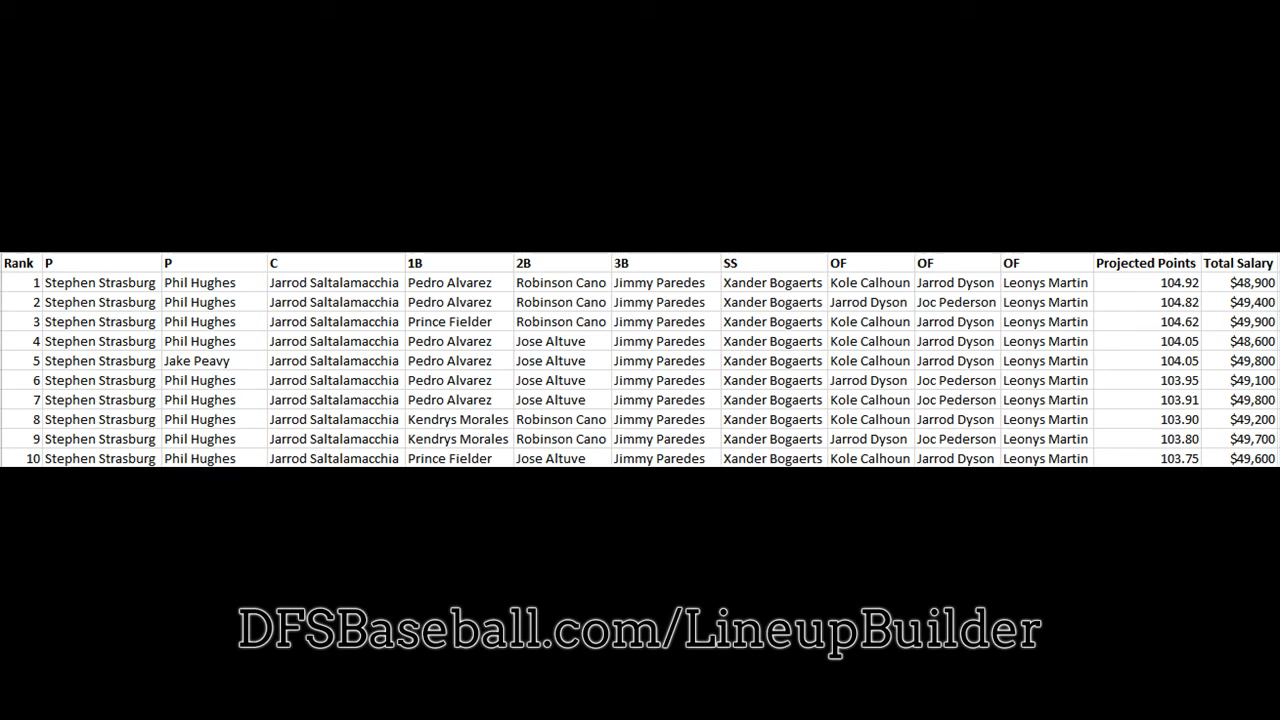 Rank P P C 1B 2B 3B SS OF OF OF Projected Points Total Salary
1 Stephen Strasburg Phil Hughes Jarrod Saltalamacchia Pedro Alvarez Robinson Cano Jimmy Paredes Xander Bogaerts Kole Calhoun Jarrod Dyson Leonys Martin 104.92 $48,900
2 Stephen Strasburg Phil Hughes Jarrod Saltalamacchia Pedro Alvarez Robinson Cano Jimmy Paredes Xander Bogaerts Jarrod Dyson Joc Pederson Leonys Martin 104.82 $49,400
3 Stephen Strasburg Phil Hughes Jarrod Saltalamacchia Prince Fielder Robinson Cano Jimmy Paredes Xander Bogaerts Kole Calhoun Jarrod Dyson Leonys Martin 104.62 $49,900
4 Stephen Strasburg Phil Hughes Jarrod Saltalamacchia Pedro Alvarez Jose Altuve Jimmy Paredes Xander Bogaerts Kole Calhoun Jarrod Dyson Leonys Martin 104.05 $48,600
5 Stephen Strasburg Jake Peavy Jarrod Saltalamacchia Pedro Alvarez Jose Altuve Jimmy Paredes Xander Bogaerts Kole Calhoun Jarrod Dyson Leonys Martin 104.05 $49,800
6 Stephen Strasburg Phil Hughes Jarrod Saltalamacchia Pedro Alvarez Jose Altuve Jimmy Paredes Xander Bogaerts Jarrod Dyson Joc Pederson Leonys Martin 103.95 $49,100
7 Stephen Strasburg Phil Hughes Jarrod Saltalamacchia Pedro Alvarez Jose Altuve Jimmy Paredes Xander Bogaerts Kole Calhoun Joc Pederson Leonys Martin 103.91 $49,800
8 Stephen Strasburg Phil Hughes Jarrod Saltalamacchia Kendrys Morales Robinson Cano Jimmy Paredes Xander Bogaerts Kole Calhoun Jarrod Dyson Leonys Martin 103.90 $49,200
9 Stephen Strasburg Phil Hughes Jarrod Saltalamacchia Kendrys Morales Robinson Cano Jimmy Paredes Xander Bogaerts Jarrod Dyson Joc Pederson Leonys Martin 103.80 $49,700
10 Stephen Strasburg Phil Hughes Jarrod Saltalamacchia Prince Fielder Jose Altuve Jimmy Paredes Xander Bogaerts Kole Calhoun Jarrod Dyson Leonys Martin 103.75 $49,600
DFSBaseball.com/LineupBuilder